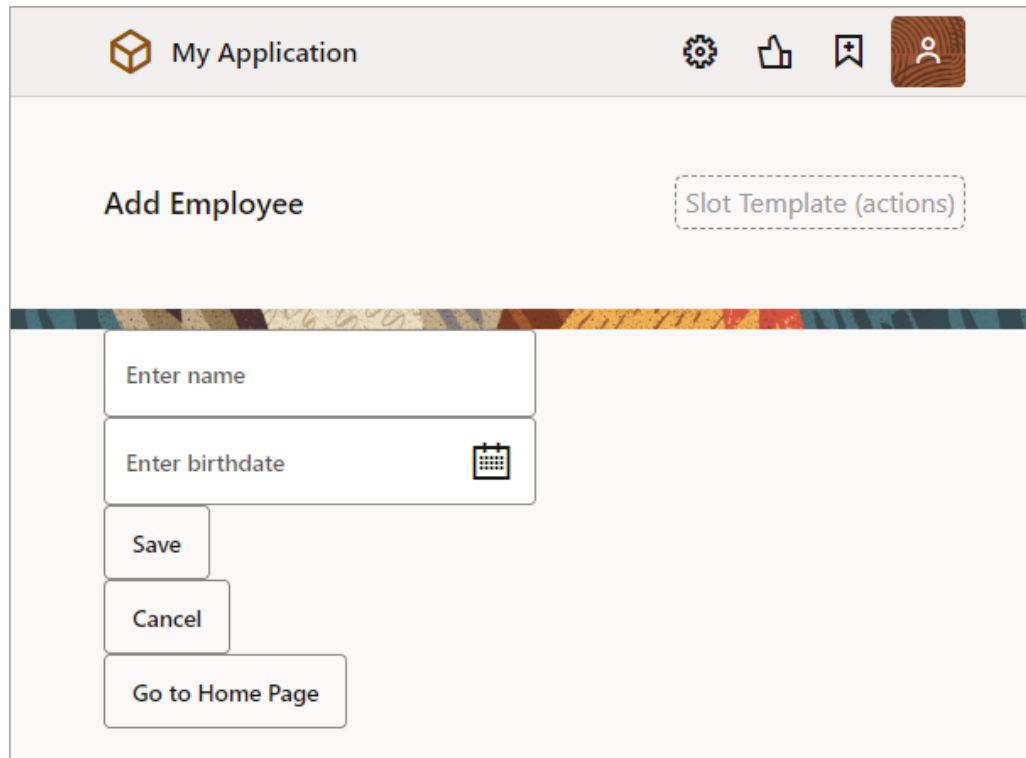 My Application
Add Employee
Slot Template (actions)
Enter name
Enter birthdate
Save
Cancel
Go to Home Page